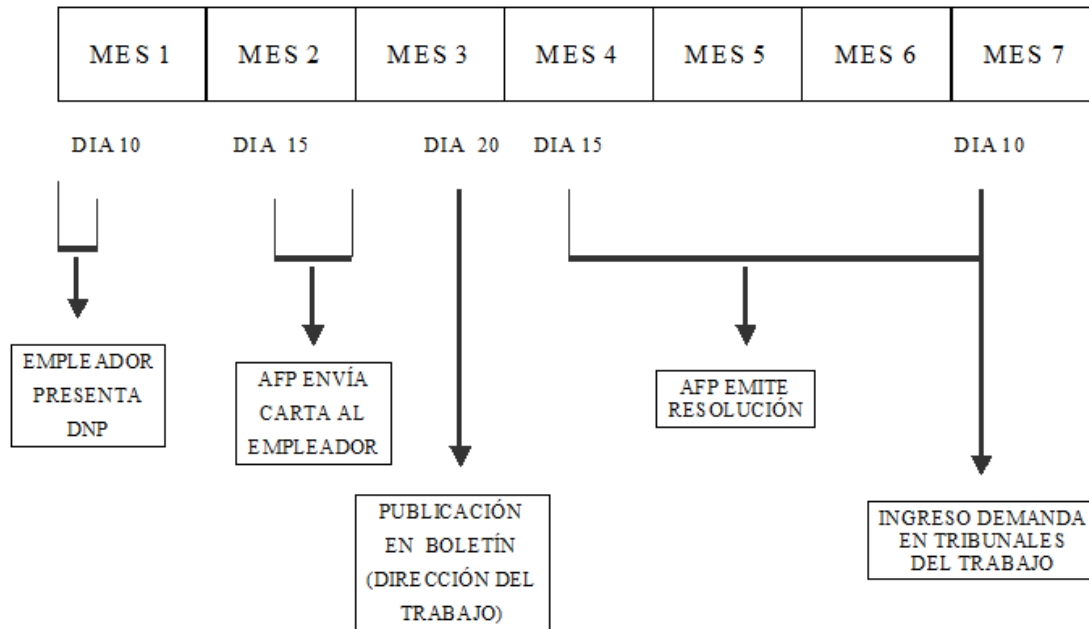 MES 1 MES 2 MES 3 MES 4 MES 5 MES 6 MES 7
DIA 10 DIA 15 DIA 20 DIA 15 DIA 10
EMPLEADOR
PRESENTA
DNP
AFP ENVÍA
CARTA AL
EMPLEADOR
AFP EMITE
RESOLUCIÓN
PUBLICACIÓN
EN BOLETÍN
(DIRECCIÓN DEL
TRABAJO)
INGRESO DEMANDA
EN TRIBUNALES
DEL TRABAJO